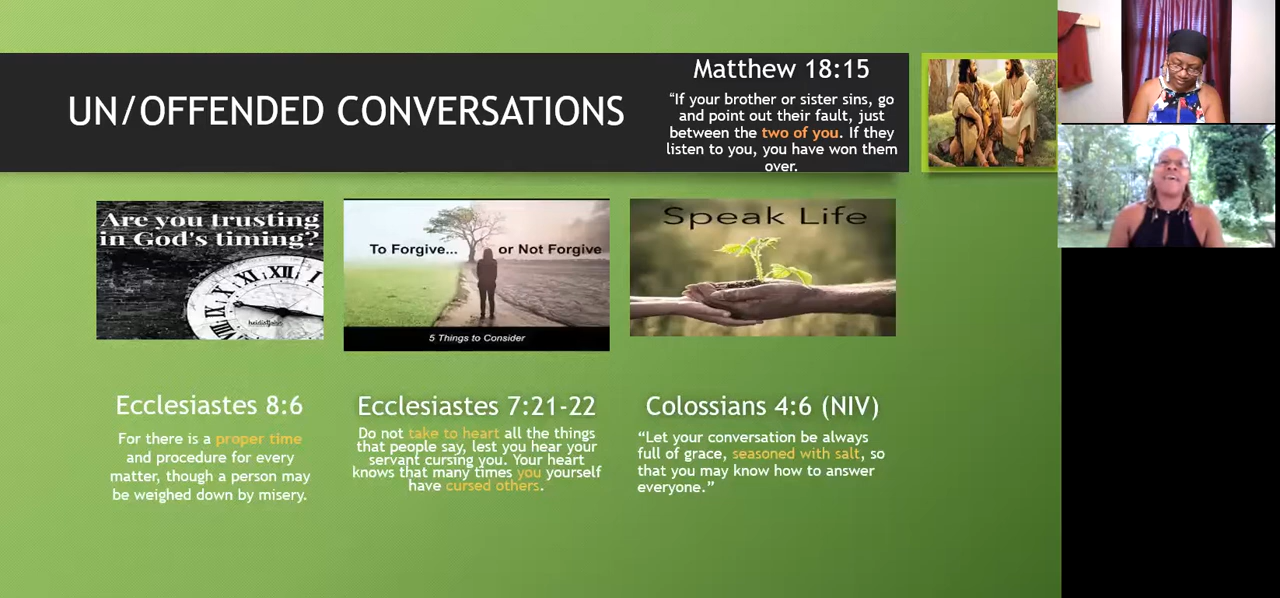 UN/OFFENDED CONVERSATIONS
Matthew 18:15
“If your brother or sister sins, go
and point out their fault, just
between the two of you. If they
listen to you, you have won them
over.
Are you trusting
in God's timing?
XI XII I
X
IX
VIII
VII
To Forgive... or Not Forgive
5 Things to Consider
Speak Life
Ecclesiastes 8:6
For there is a proper time
and procedure for every
matter, though a person may
be weighed down by misery.
Ecclesiastes 7:21-22
Do not take to heart all the things
that people say, lest you hear your
servant cursing you. Your heart
knows that many times you yourself
have cursed others.
Colossians 4:6 (NIV)
“Let your conversation be always
full of grace, seasoned with salt, so
that you may know how to answer
everyone.”